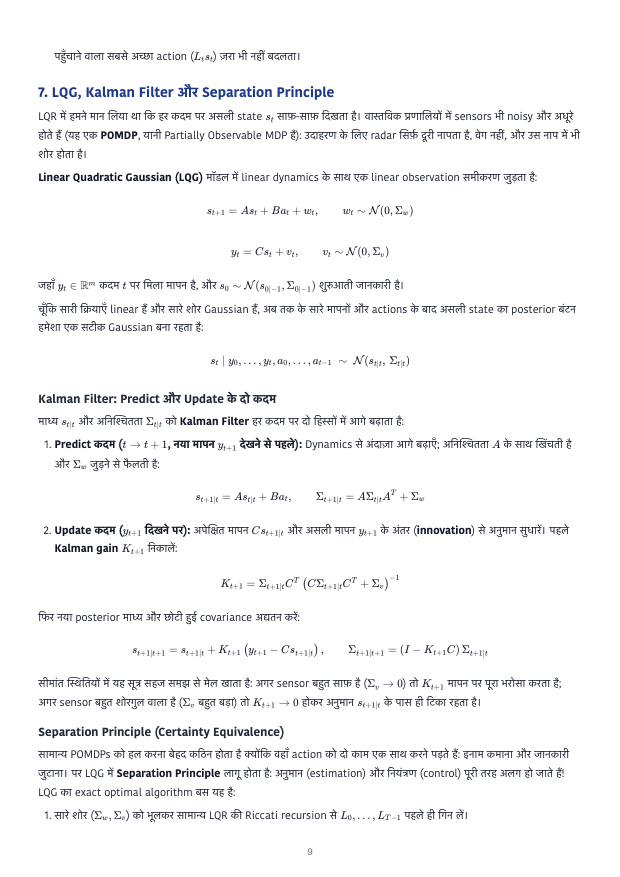 पहुँचाने वाला सबसे अच्छा action (L_t s_t) ज़रा भी नहीं बदलता।
7. LQG, Kalman Filter और Separation Principle
LQR में हमने मान लिया था कि हर कदम पर असली state s_t साफ़-साफ़ दिखता है। वास्तविक प्रणालियों में sensors भी noisy और अधूरे
होते हैं (यह एक POMDP, यानी Partially Observable MDP है): उदाहरण के लिए radar सिर्फ़ दूरी नापता है, वेग नहीं, और उस नाप में भी
शोर होता है।
Linear Quadratic Gaussian (LQG) मॉडल में linear dynamics के साथ एक linear observation समीकरण जुड़ता है:
s_{t+1} = As_t + Ba_t + w_t, w_t ∼ 𝒩(0, Σ_w)
y_t = Cs_t + v_t, v_t ∼ 𝒩(0, Σ_v)
जहाँ y_t ∈ ℝ^m कदम t पर मिला मापन है, और s_0 ∼ 𝒩(s_{0|−1}, Σ_{0|−1}) शुरुआती जानकारी है।
चूँकि सारी क्रियाएँ linear हैं और सारे शोर Gaussian हैं, अब तक के सारे मापनों और actions के बाद असली state का posterior बंटन
हमेशा एक सटीक Gaussian बना रहता है:
s_t | y_0, … , y_t, a_0, … , a_{t−1} ∼ 𝒩(s_{t|t}, Σ_{t|t})
Kalman Filter: Predict और Update के दो कदम
माध्य s_{t|t} और अनिश्चितता Σ_{t|t} को Kalman Filter हर कदम पर दो हिस्सों में आगे बढ़ाता है:
1. Predict कदम (t → t + 1, नया मापन y_{t+1} देखने से पहले): Dynamics से अंदाज़ा आगे बढ़ाएँ; अनिश्चितता A के साथ खिंचती है
और Σ_w जुड़ने से फैलती है:
s_{t+1|t} = As_{t|t} + Ba_t, Σ_{t+1|t} = AΣ_{t|t}A^T + Σ_w
2. Update कदम (y_{t+1} दिखने पर): अपेक्षित मापन Cs_{t+1|t} और असली मापन y_{t+1} के अंतर (innovation) से अनुमान सुधारें। पहले
Kalman gain K_{t+1} निकालें:
K_{t+1} = Σ_{t+1|t}C^T (CΣ_{t+1|t}C^T + Σ_v)^{−1}
फिर नया posterior माध्य और छोटी हुई covariance अद्यतन करें:
s_{t+1|t+1} = s_{t+1|t} + K_{t+1} (y_{t+1} − Cs_{t+1|t}), Σ_{t+1|t+1} = (I − K_{t+1}C) Σ_{t+1|t}
सीमांत स्थितियों में यह सूत्र सहज समझ से मेल खाता है: अगर sensor बहुत साफ़ है (Σ_v → 0) तो K_{t+1} मापन पर पूरा भरोसा करता है;
अगर sensor बहुत शोरगुल वाला है (Σ_v बहुत बड़ा) तो K_{t+1} → 0 होकर अनुमान s_{t+1|t} के पास ही टिका रहता है।
Separation Principle (Certainty Equivalence)
सामान्य POMDPs को हल करना बेहद कठिन होता है क्योंकि वहाँ action को दो काम एक साथ करने पड़ते हैं: इनाम कमाना और जानकारी
जुटाना। पर LQG में Separation Principle लागू होता है: अनुमान (estimation) और नियंत्रण (control) पूरी तरह अलग हो जाते हैं!
LQG का exact optimal algorithm बस यह है:
1. सारे शोर (Σ_w, Σ_v) को भूलकर सामान्य LQR की Riccati recursion से L_0, … , L_{T−1} पहले ही गिन लें।
9